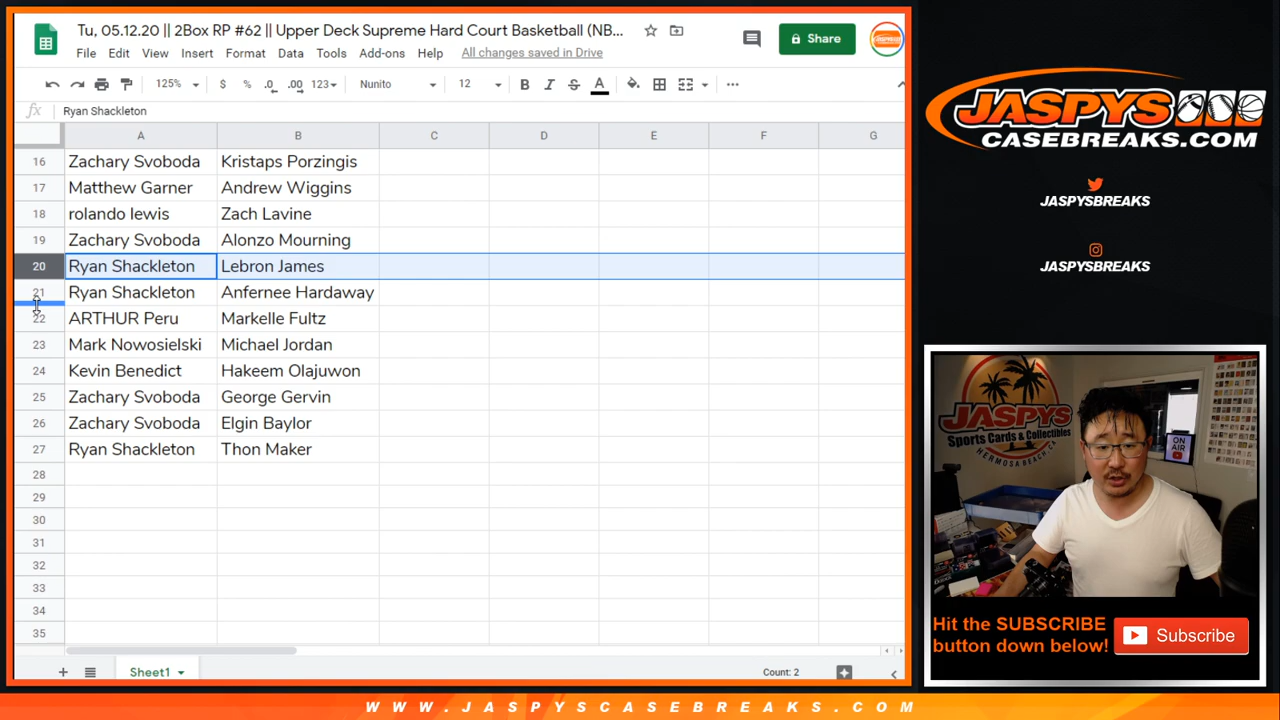 Tu, 05.12.20 || 2Box RP #62 || Upper Deck Supreme Hard Court Basketball (NB...
File Edit View Insert Format Data Tools Add-ons Help All changes saved in Drive
Share
125% $ % .0 .00 123 Nunito 12 B I S A
fx Ryan Shackleton
A B C D E F G
16 Zachary Svoboda Kristaps Porzingis
17 Matthew Garner Andrew Wiggins
18 rolando lewis Zach Lavine
19 Zachary Svoboda Alonzo Mourning
20 Ryan Shackleton Lebron James
21 Ryan Shackleton Anfernee Hardaway
22 ARTHUR Peru Markelle Fultz
23 Mark Nowosielski Michael Jordan
24 Kevin Benedict Hakeem Olajuwon
25 Zachary Svoboda George Gervin
26 Zachary Svoboda Elgin Baylor
27 Ryan Shackleton Thon Maker
28
29
30
31
32
33
34
35
Sheet1
Count: 2
JASPYS
CASEBREAKS.COM
JASPYSBREAKS
JASPYSBREAKS
JASPYS
Sports Cards & Collectibles
HERMOSA BEACH, CA
ON AIR
Hit the SUBSCRIBE
button down below!
Subscribe
WWW.JASPYSCASEBREAKS.COM